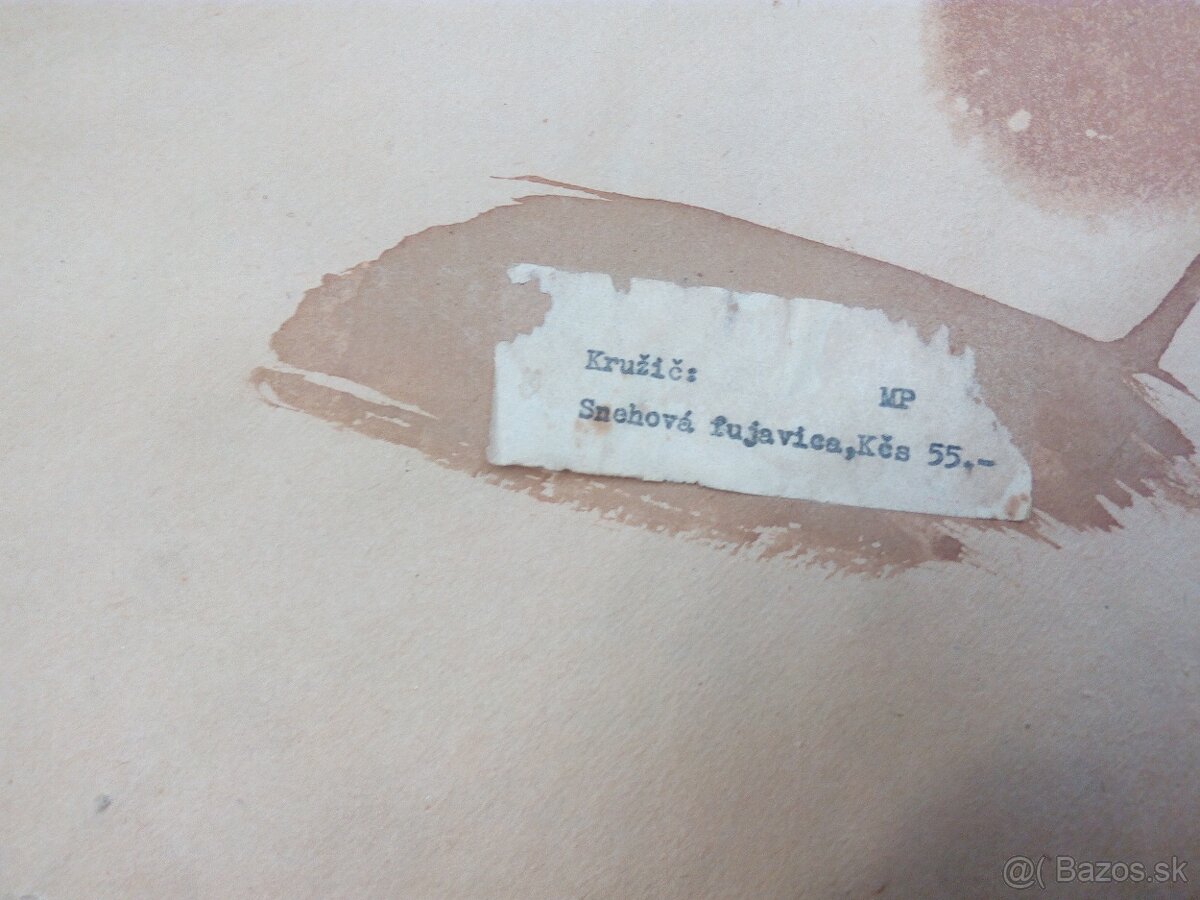 Kružič:
MP
Snehová fujavica,Kčs 55.-
@( Bazos.sk